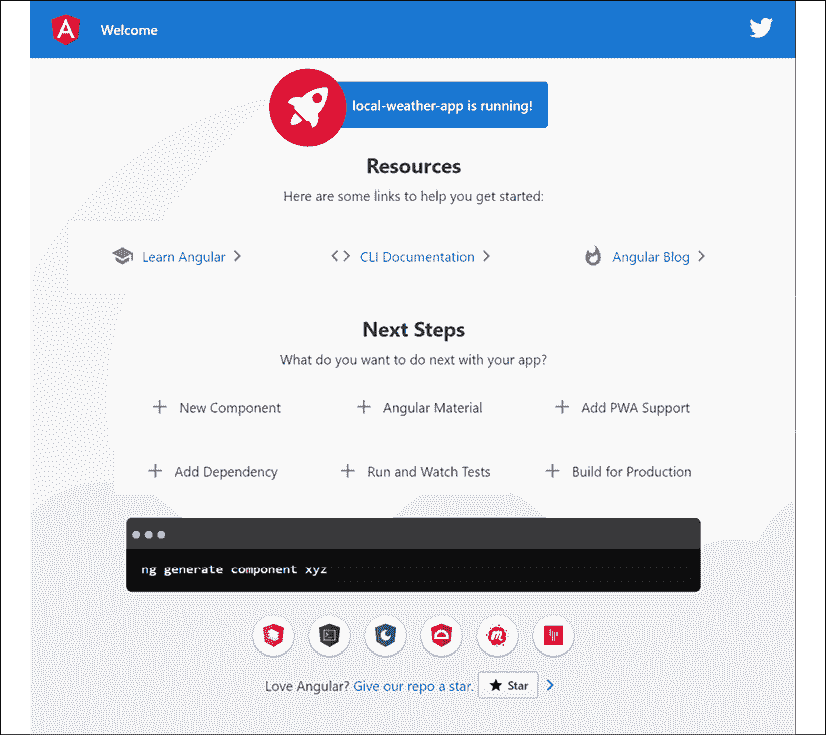 Welcome
local-weather-app is running!
Resources
Here are some links to help you get started:
Learn Angular
CLI Documentation
Angular Blog
Next Steps
What do you want to do next with your app?
New Component
Angular Material
Add PWA Support
Add Dependency
Run and Watch Tests
Build for Production
ng generate component xyz
Love Angular? Give our repo a star. Star